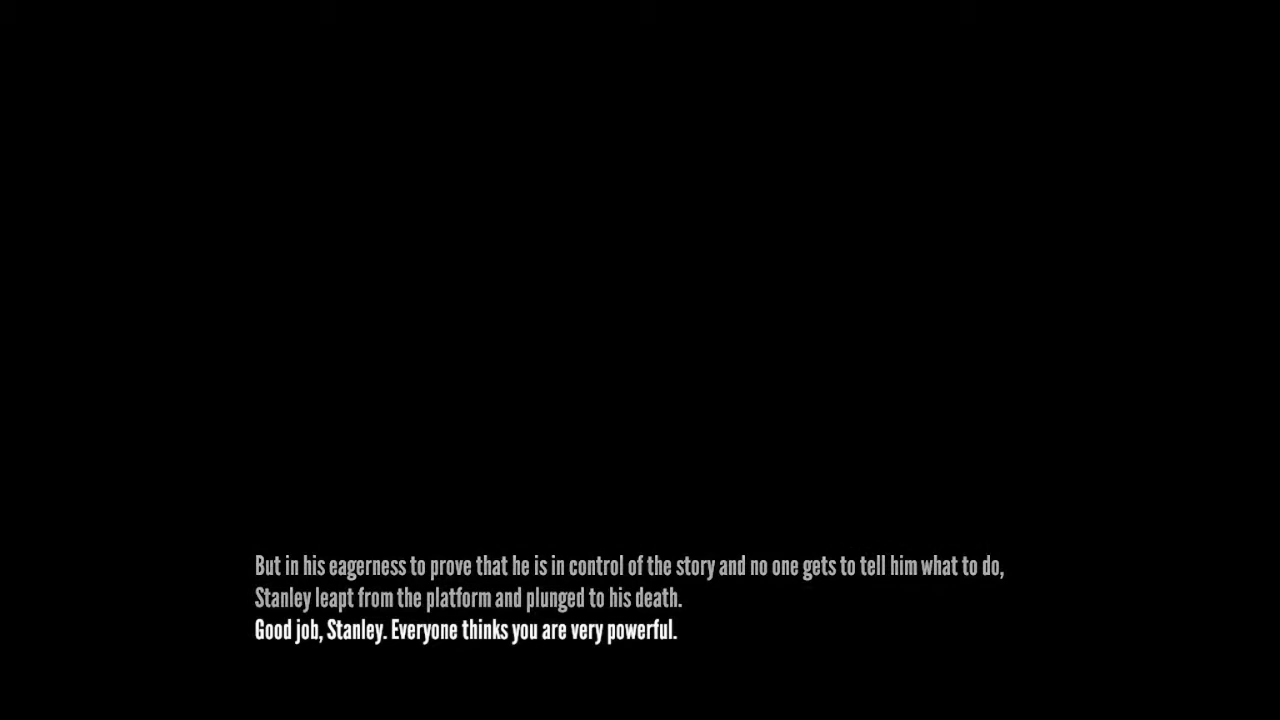 But in his eagerness to prove that he is in control of the story and no one gets to tell him what to do,
Stanley leapt from the platform and plunged to his death.
Good job, Stanley. Everyone thinks you are very powerful.